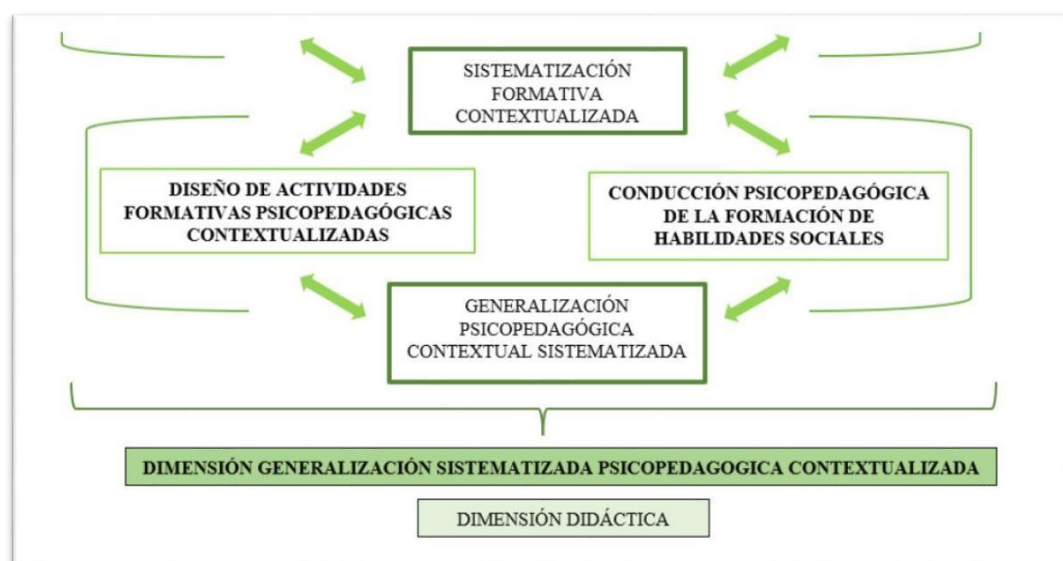 SISTEMATIZACIÓN
FORMATIVA
CONTEXTUALIZADA
DISEÑO DE ACTIVIDADES
FORMATIVAS PSICOPEDAGÓGICAS
CONTEXTUALIZADAS
CONDUCCIÓN PSICOPEDAGÓGICA
DE LA FORMACIÓN DE
HABILIDADES SOCIALES
GENERALIZACIÓN
PSICOPEDAGÓGICA
CONTEXTUAL SISTEMATIZADA
DIMENSIÓN GENERALIZACIÓN SISTEMATIZADA PSICOPEDAGOGICA CONTEXTUALIZADA
DIMENSIÓN DIDÁCTICA